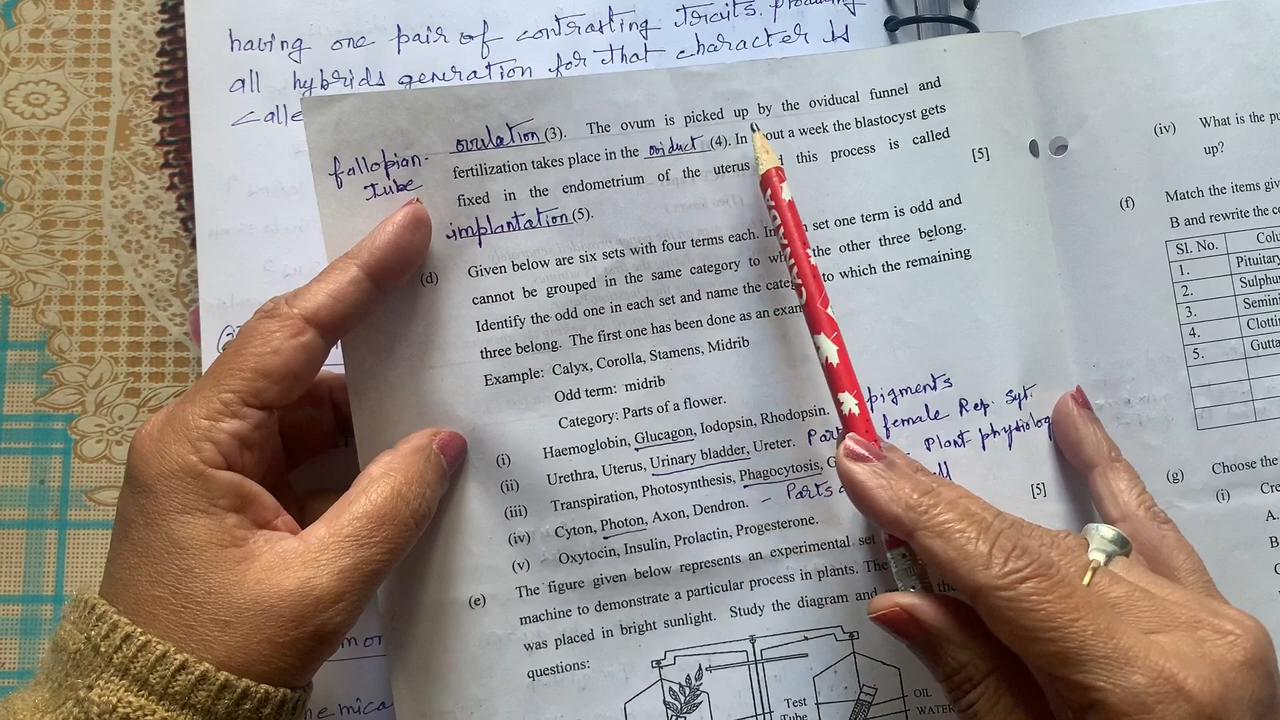 having one pair of contrasting traits. producing
all hybrids generation for that character is
calle
fallopian-
tube
ovulation (3). The ovum is picked up by the oviducal funnel and
fertilization takes place in the oviduct (4). In about a week the blastocyst gets
fixed in the endometrium of the uterus this process is called
implantation (5).
[5]
(d) Given below are six sets with four terms each. In set one term is odd and
cannot be grouped in the same category to the other three belong.
Identify the odd one in each set and name the to which the remaining
three belong. The first one has been done as an
Example: Calyx, Corolla, Stamens, Midrib
Odd term: midrib
Category: Parts of a flower.
(i) Haemoglobin, Glucagon, Iodopsin, Rhodopsin. pigments
(ii) Urethra, Uterus, Urinary bladder, Ureter. female Rep. Syt.
(iii) Transpiration, Photosynthesis, Phagocytosis, Plant physiolog
(iv) Cyton, Photon, Axon, Dendron. - Parts
(v) Oxytocin, Insulin, Prolactin, Progesterone.
[5]
(e) The figure given below represents an experimental set
machine to demonstrate a particular process in plants. The
was placed in bright sunlight. Study the diagram and the
questions:
Test
Tube
OIL
WATER
(iv) What is the pu
up?
(f) Match the items giv
B and rewrite the co
Sl. No. Colu
1. Pituitary
2. Sulphu
3. Semin
4. Clotti
5. Gutta
(g) Choose the
(i) Cre
A.
B